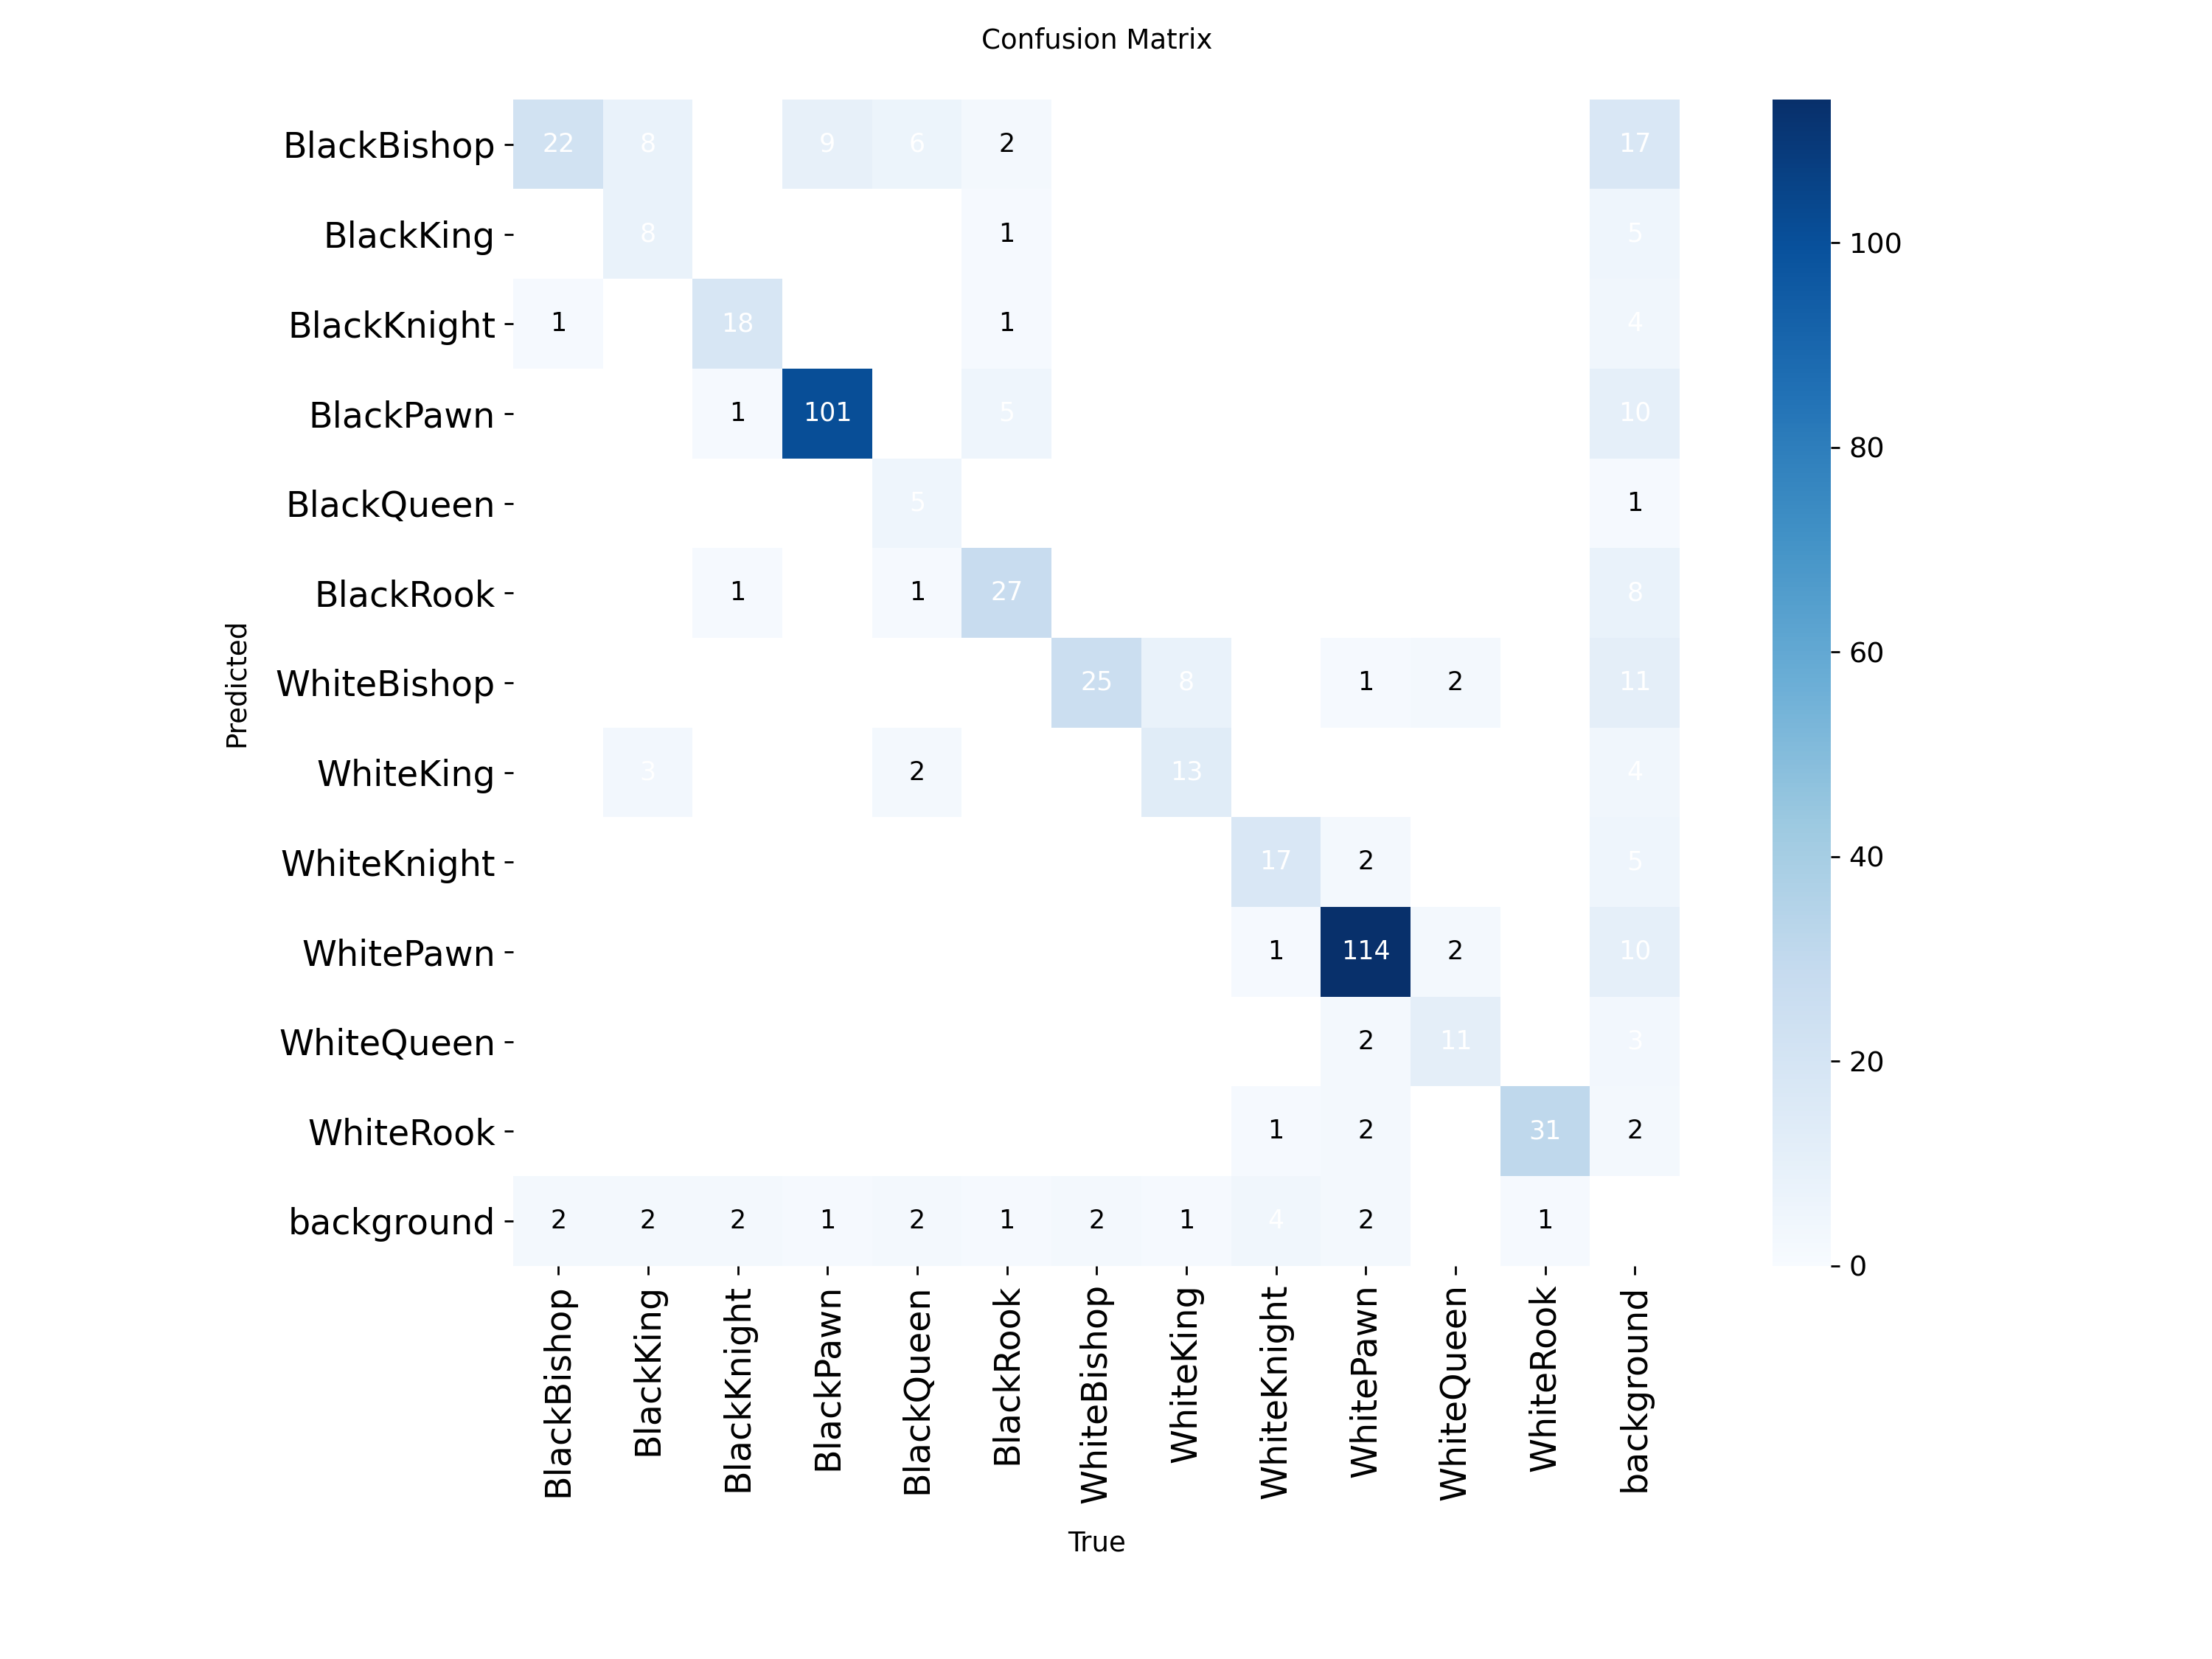 Confusion Matrix
BlackBishop 22 8 9 6 2 17
BlackKing 8 1 5
100
BlackKnight 1 18 1 4
BlackPawn 1 101 5 10
80
BlackQueen 5 1
BlackRook 1 1 27 8
60
WhiteBishop 25 8 1 2 11
WhiteKing 3 2 13 4
WhiteKnight 17 2 5
40
WhitePawn 1 114 2 10
WhiteQueen 2 11 3
20
WhiteRook 1 2 31 2
background 2 2 2 1 2 1 2 1 4 2 1
0
Predicted
BlackBishop
BlackKing
BlackKnight
BlackPawn
BlackQueen
BlackRook
WhiteBishop
WhiteKing
WhiteKnight
WhitePawn
WhiteQueen
WhiteRook
background
True